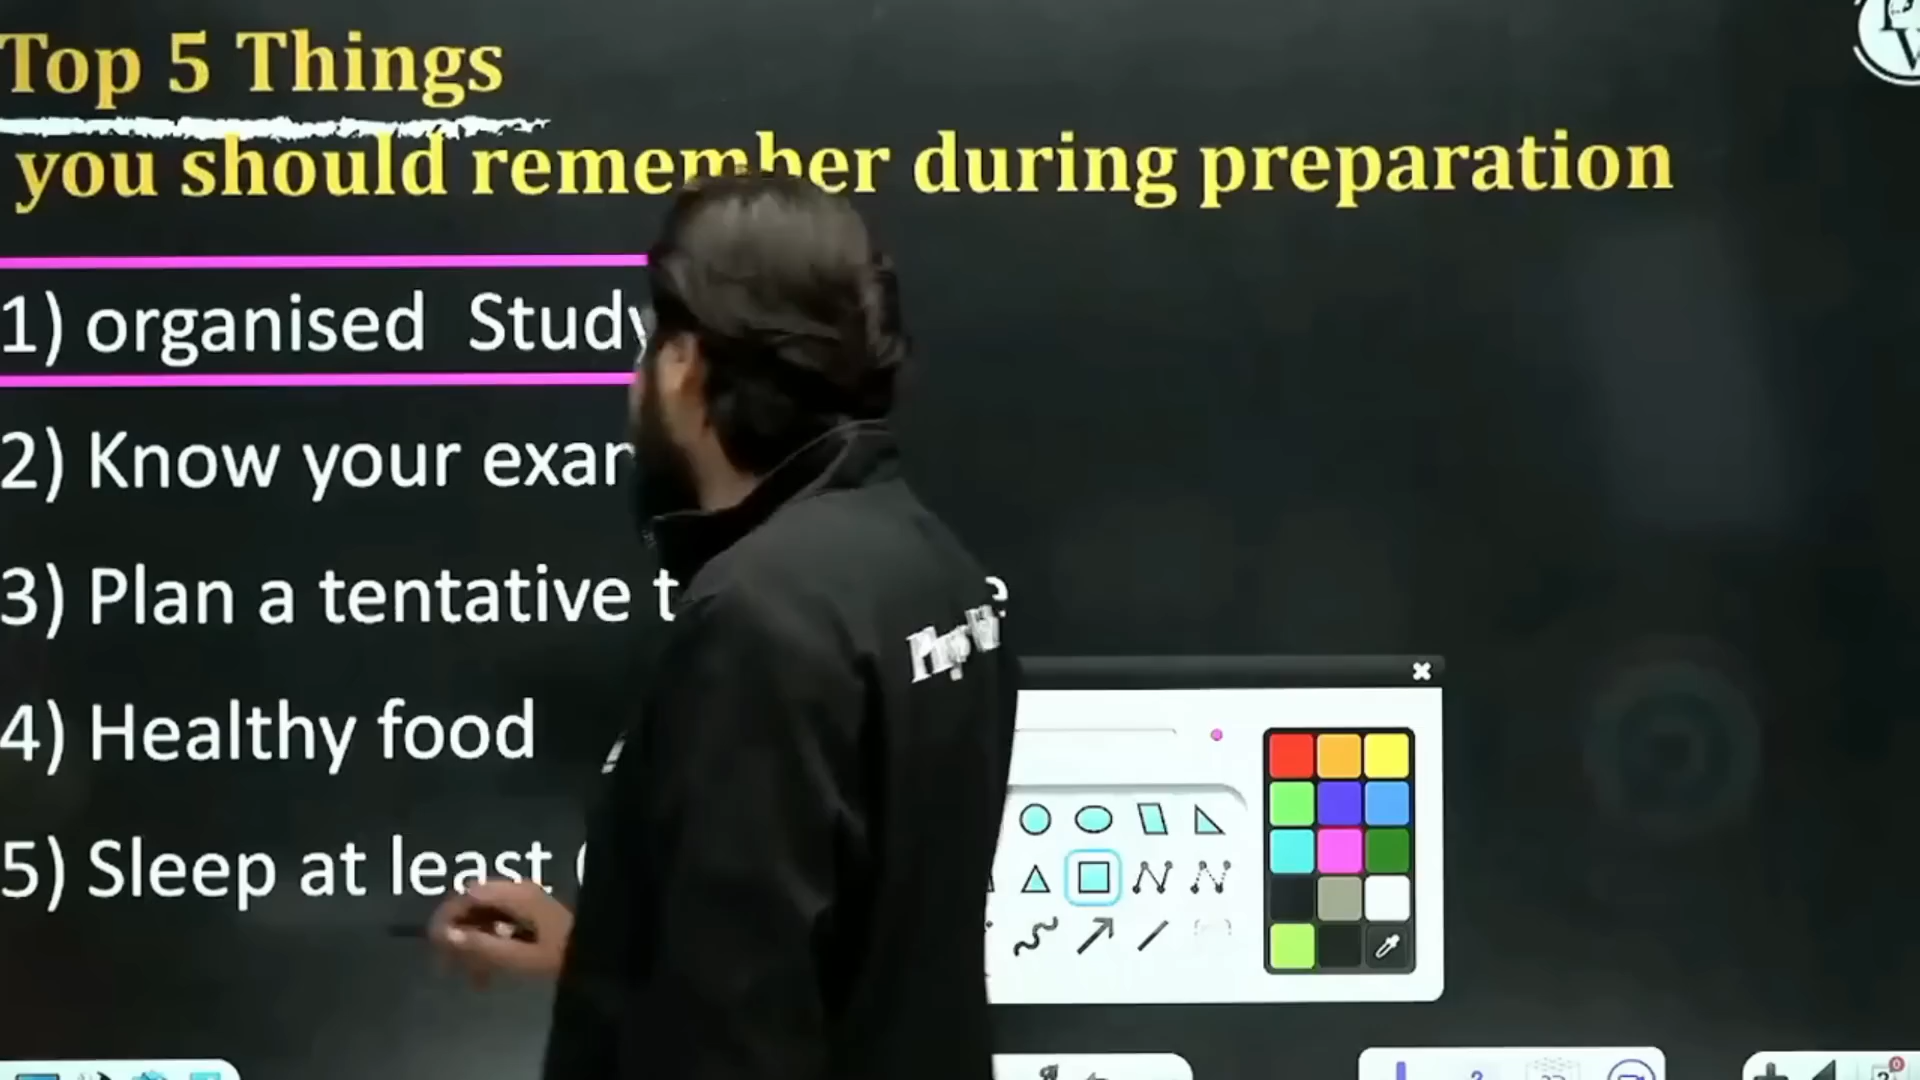 Top 5 Things
you should remember during preparation
1) organised Study
2) Know your
3) Plan a tentative
4) Healthy food
5) Sleep at least
PW